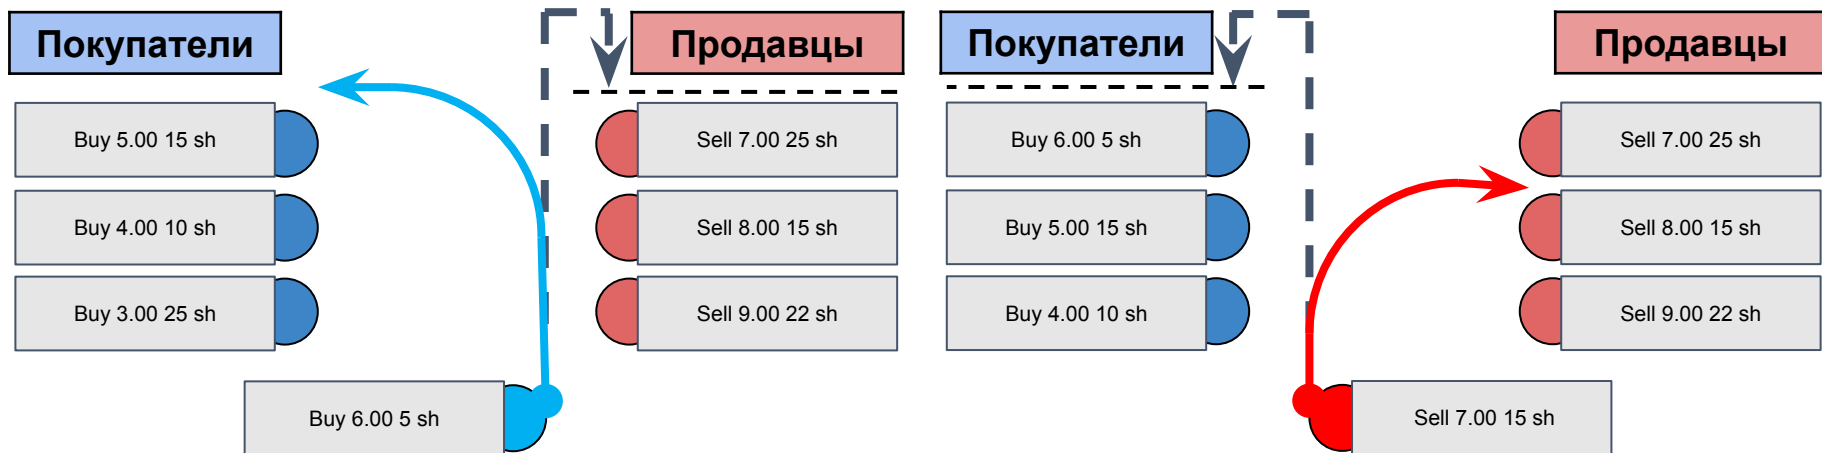 Покупатели
Продавцы
Buy 5.00 15 sh
Sell 7.00 25 sh
Buy 4.00 10 sh
Sell 8.00 15 sh
Buy 3.00 25 sh
Sell 9.00 22 sh
Buy 6.00 5 sh
Покупатели
Продавцы
Buy 6.00 5 sh
Sell 7.00 25 sh
Buy 5.00 15 sh
Sell 8.00 15 sh
Buy 4.00 10 sh
Sell 9.00 22 sh
Sell 7.00 15 sh